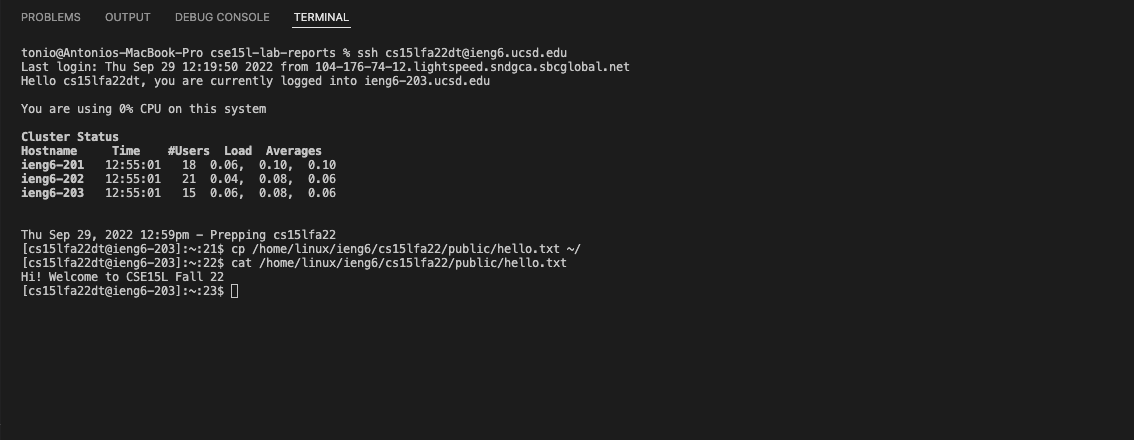 PROBLEMS OUTPUT DEBUG CONSOLE TERMINAL
tonio@Antonios-MacBook-Pro cse15l-lab-reports % ssh cs15lfa22dt@ieng6.ucsd.edu
Last login: Thu Sep 29 12:19:50 2022 from 104-176-74-12.lightspeed.sndgca.sbcglobal.net
Hello cs15lfa22dt, you are currently logged into ieng6-203.ucsd.edu
You are using 0% CPU on this system
Cluster Status
Hostname     Time    #Users  Load  Averages
ieng6-201   12:55:01   18  0.06,  0.10,  0.10
ieng6-202   12:55:01   21  0.04,  0.08,  0.06
ieng6-203   12:55:01   15  0.06,  0.08,  0.06
Thu Sep 29, 2022 12:59pm - Prepping cs15lfa22
[cs15lfa22dt@ieng6-203]:~:21$ cp /home/linux/ieng6/cs15lfa22/public/hello.txt ~/
[cs15lfa22dt@ieng6-203]:~:22$ cat /home/linux/ieng6/cs15lfa22/public/hello.txt
Hi! Welcome to CSE15L Fall 22
[cs15lfa22dt@ieng6-203]:~:23$